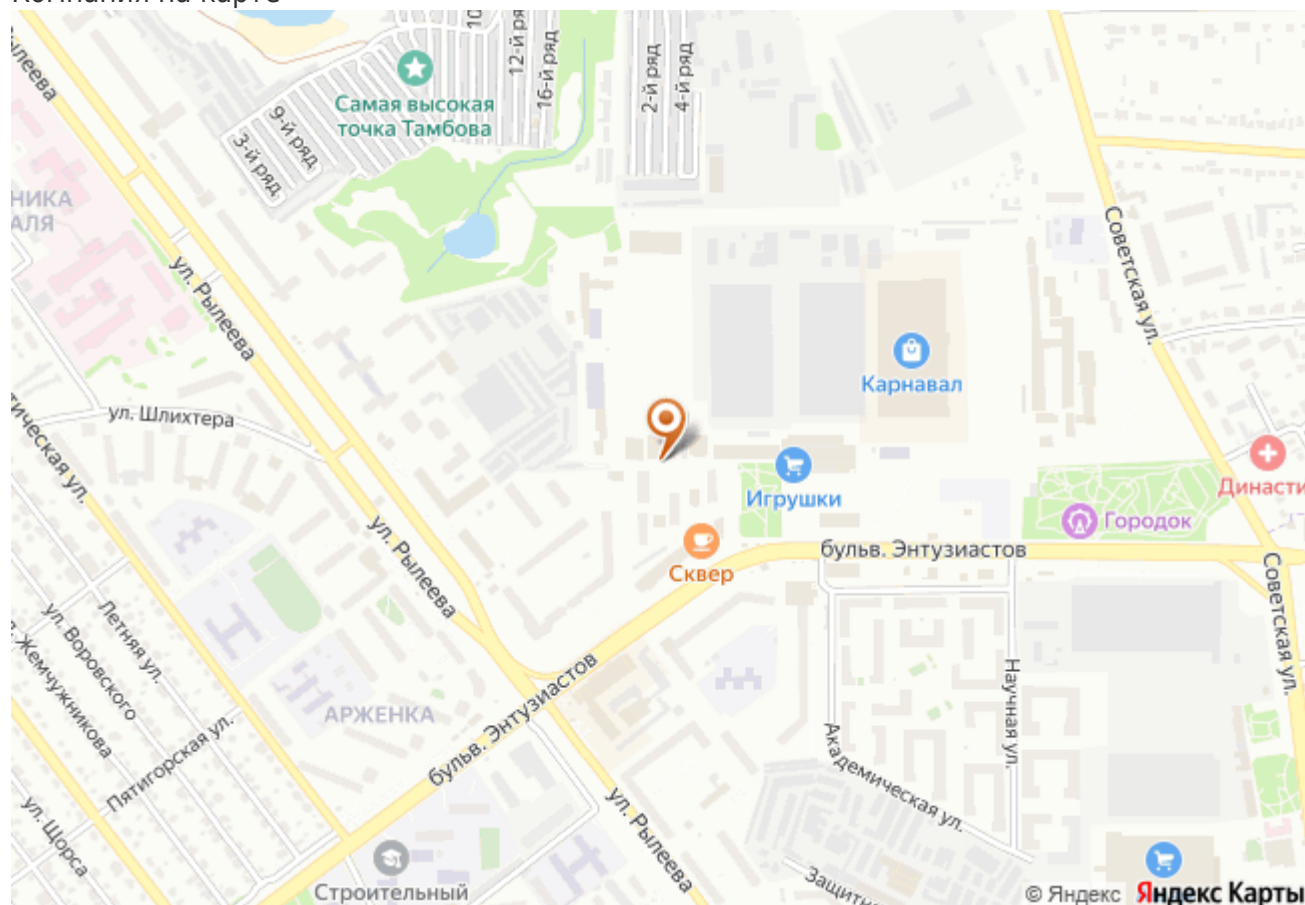 Компания на карте
10
12-й ряд
16-й ряд
2-й ряд
4-й ряд
Самая высокая
точка Тамбова
9-й ряд
3-й ряд
НИКА
АЛЯ
ул. Рылеева
Советская ул.
Карнавал
ул. Шлихтера
Игрушки
Городок
Сквер
бульв. Энтузиастов
ул. Рылеева
Советская ул.
Летняя ул.
ул. Воровского
Жемчужникова
АРЖЕНКА
Пятигорская ул.
бульв. Энтузиастов
Научная ул.
Академическая ул.
ул. Щорса
ул. Рылеева
Строительный
© Яндекс Яндекс Карты